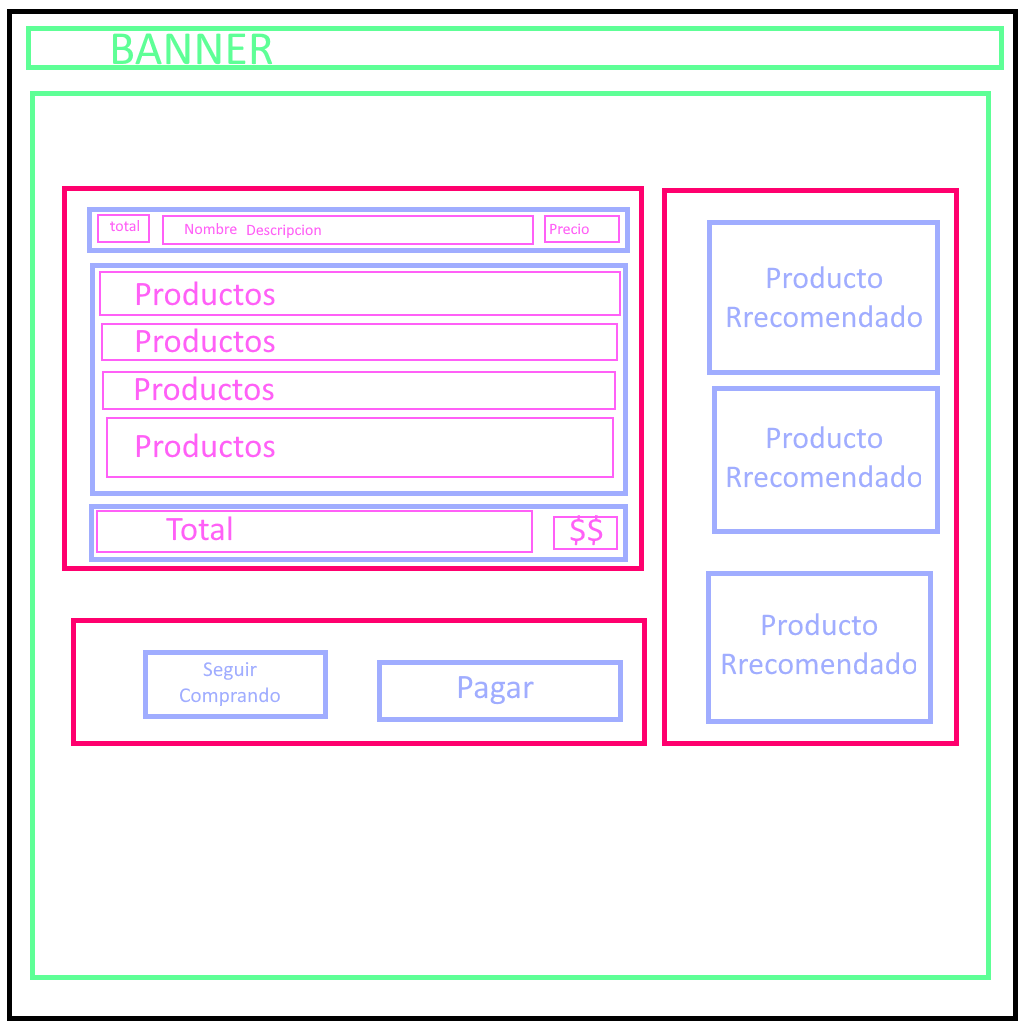 BANNER
total Nombre Descripcion Precio
Productos
Productos
Productos
Productos
Total $$
Seguir
Comprando
Pagar
Producto
Rrecomendado
Producto
Rrecomendado
Producto
Rrecomendado